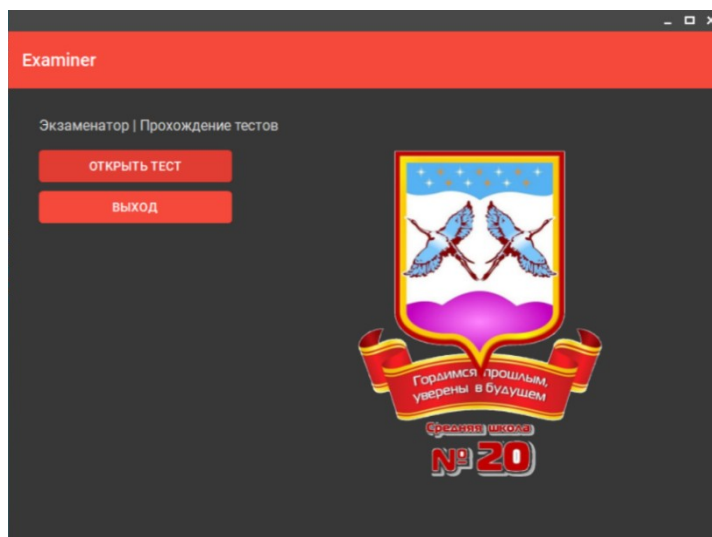 Examiner
Экзаменатор | Прохождение тестов
ОТКРЫТЬ ТЕСТ
ВЫХОД
Гордимся прошлым,
уверены в будущем
Средняя школа
№ 20